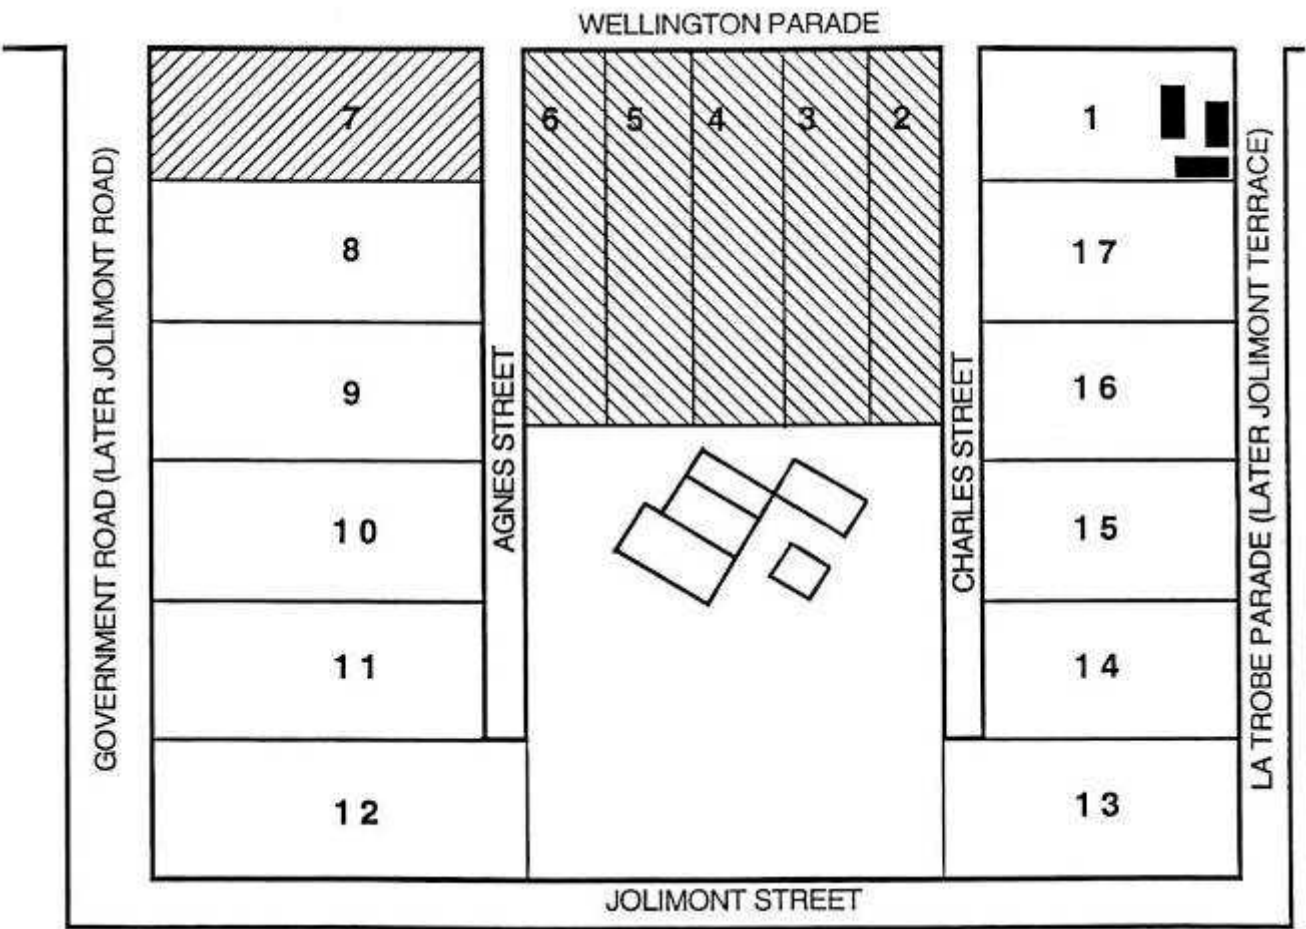 WELLINGTON PARADE
7
6
5
4
3
2
1
8
17
9
16
10
15
11
14
12
13
GOVERNMENT ROAD (LATER JOLIMONT ROAD)
AGNES STREET
CHARLES STREET
LA TROBE PARADE (LATER JOLIMONT TERRACE)
JOLIMONT STREET